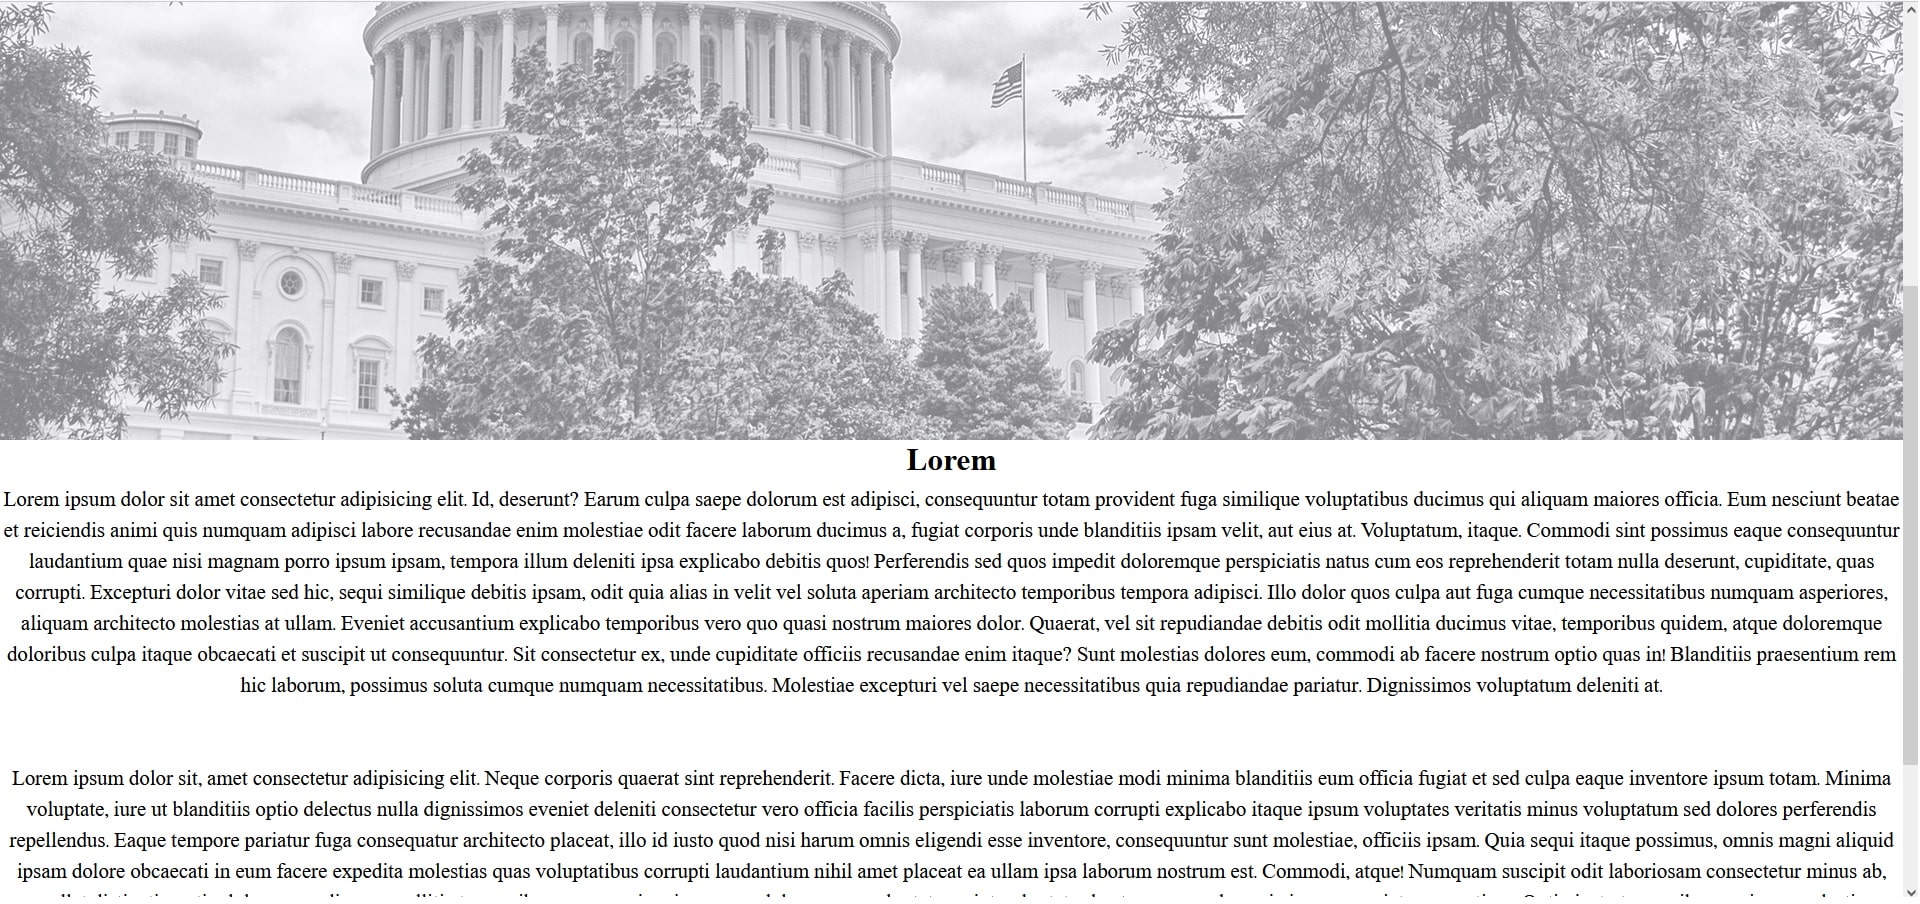 Lorem
Lorem ipsum dolor sit amet consectetur adipisicing elit. Id, deserunt? Earum culpa saepe dolorum est adipisci, consequuntur totam provident fuga similique voluptatibus ducimus qui aliquam maiores officia. Eum nesciunt beatae
et reiciendis animi quis numquam adipisci labore recusandae enim molestiae odit facere laborum ducimus a, fugiat corporis unde blanditiis ipsam velit, aut eius at. Voluptatum, itaque. Commodi sint possimus eaque consequuntur
laudantium quae nisi magnam porro ipsum ipsam, tempora illum deleniti ipsa explicabo debitis quos! Perferendis sed quos impedit doloremque perspiciatis natus cum eos reprehenderit totam nulla deserunt, cupiditate, quas
corrupti. Excepturi dolor vitae sed hic, sequi similique debitis ipsam, odit quia alias in velit vel soluta aperiam architecto temporibus tempora adipisci. Illo dolor quos culpa aut fuga cumque necessitatibus numquam asperiores,
aliquam architecto molestias at ullam. Eveniet accusantium explicabo temporibus vero quo quasi nostrum maiores dolor. Quaerat, vel sit repudiandae debitis odit mollitia ducimus vitae, temporibus quidem, atque doloremque
doloribus culpa itaque obcaecati et suscipit ut consequuntur. Sit consectetur ex, unde cupiditate officiis recusandae enim itaque? Sunt molestias dolores eum, commodi ab facere nostrum optio quas in! Blanditiis praesentium rem
hic laborum, possimus soluta cumque numquam necessitatibus. Molestiae excepturi vel saepe necessitatibus quia repudiandae pariatur. Dignissimos voluptatum deleniti at.
Lorem ipsum dolor sit, amet consectetur adipisicing elit. Neque corporis quaerat sint reprehenderit. Facere dicta, iure unde molestiae modi minima blanditiis eum officia fugiat et sed culpa eaque inventore ipsum totam. Minima
voluptate, iure ut blanditiis optio delectus nulla dignissimos eveniet deleniti consectetur vero officia facilis perspiciatis laborum corrupti explicabo itaque ipsum voluptates veritatis minus voluptatum sed dolores perferendis
repellendus. Eaque tempore pariatur fuga consequatur architecto placeat, illo id iusto quod nisi harum omnis eligendi esse inventore, consequuntur sunt molestiae, officiis ipsam. Quia sequi itaque possimus, omnis magni aliquid
ipsam dolore obcaecati in eum facere expedita molestias quas voluptatibus corrupti laudantium nihil amet placeat ea ullam ipsa laborum nostrum est. Commodi, atque! Numquam suscipit odit laboriosam consectetur minus ab,